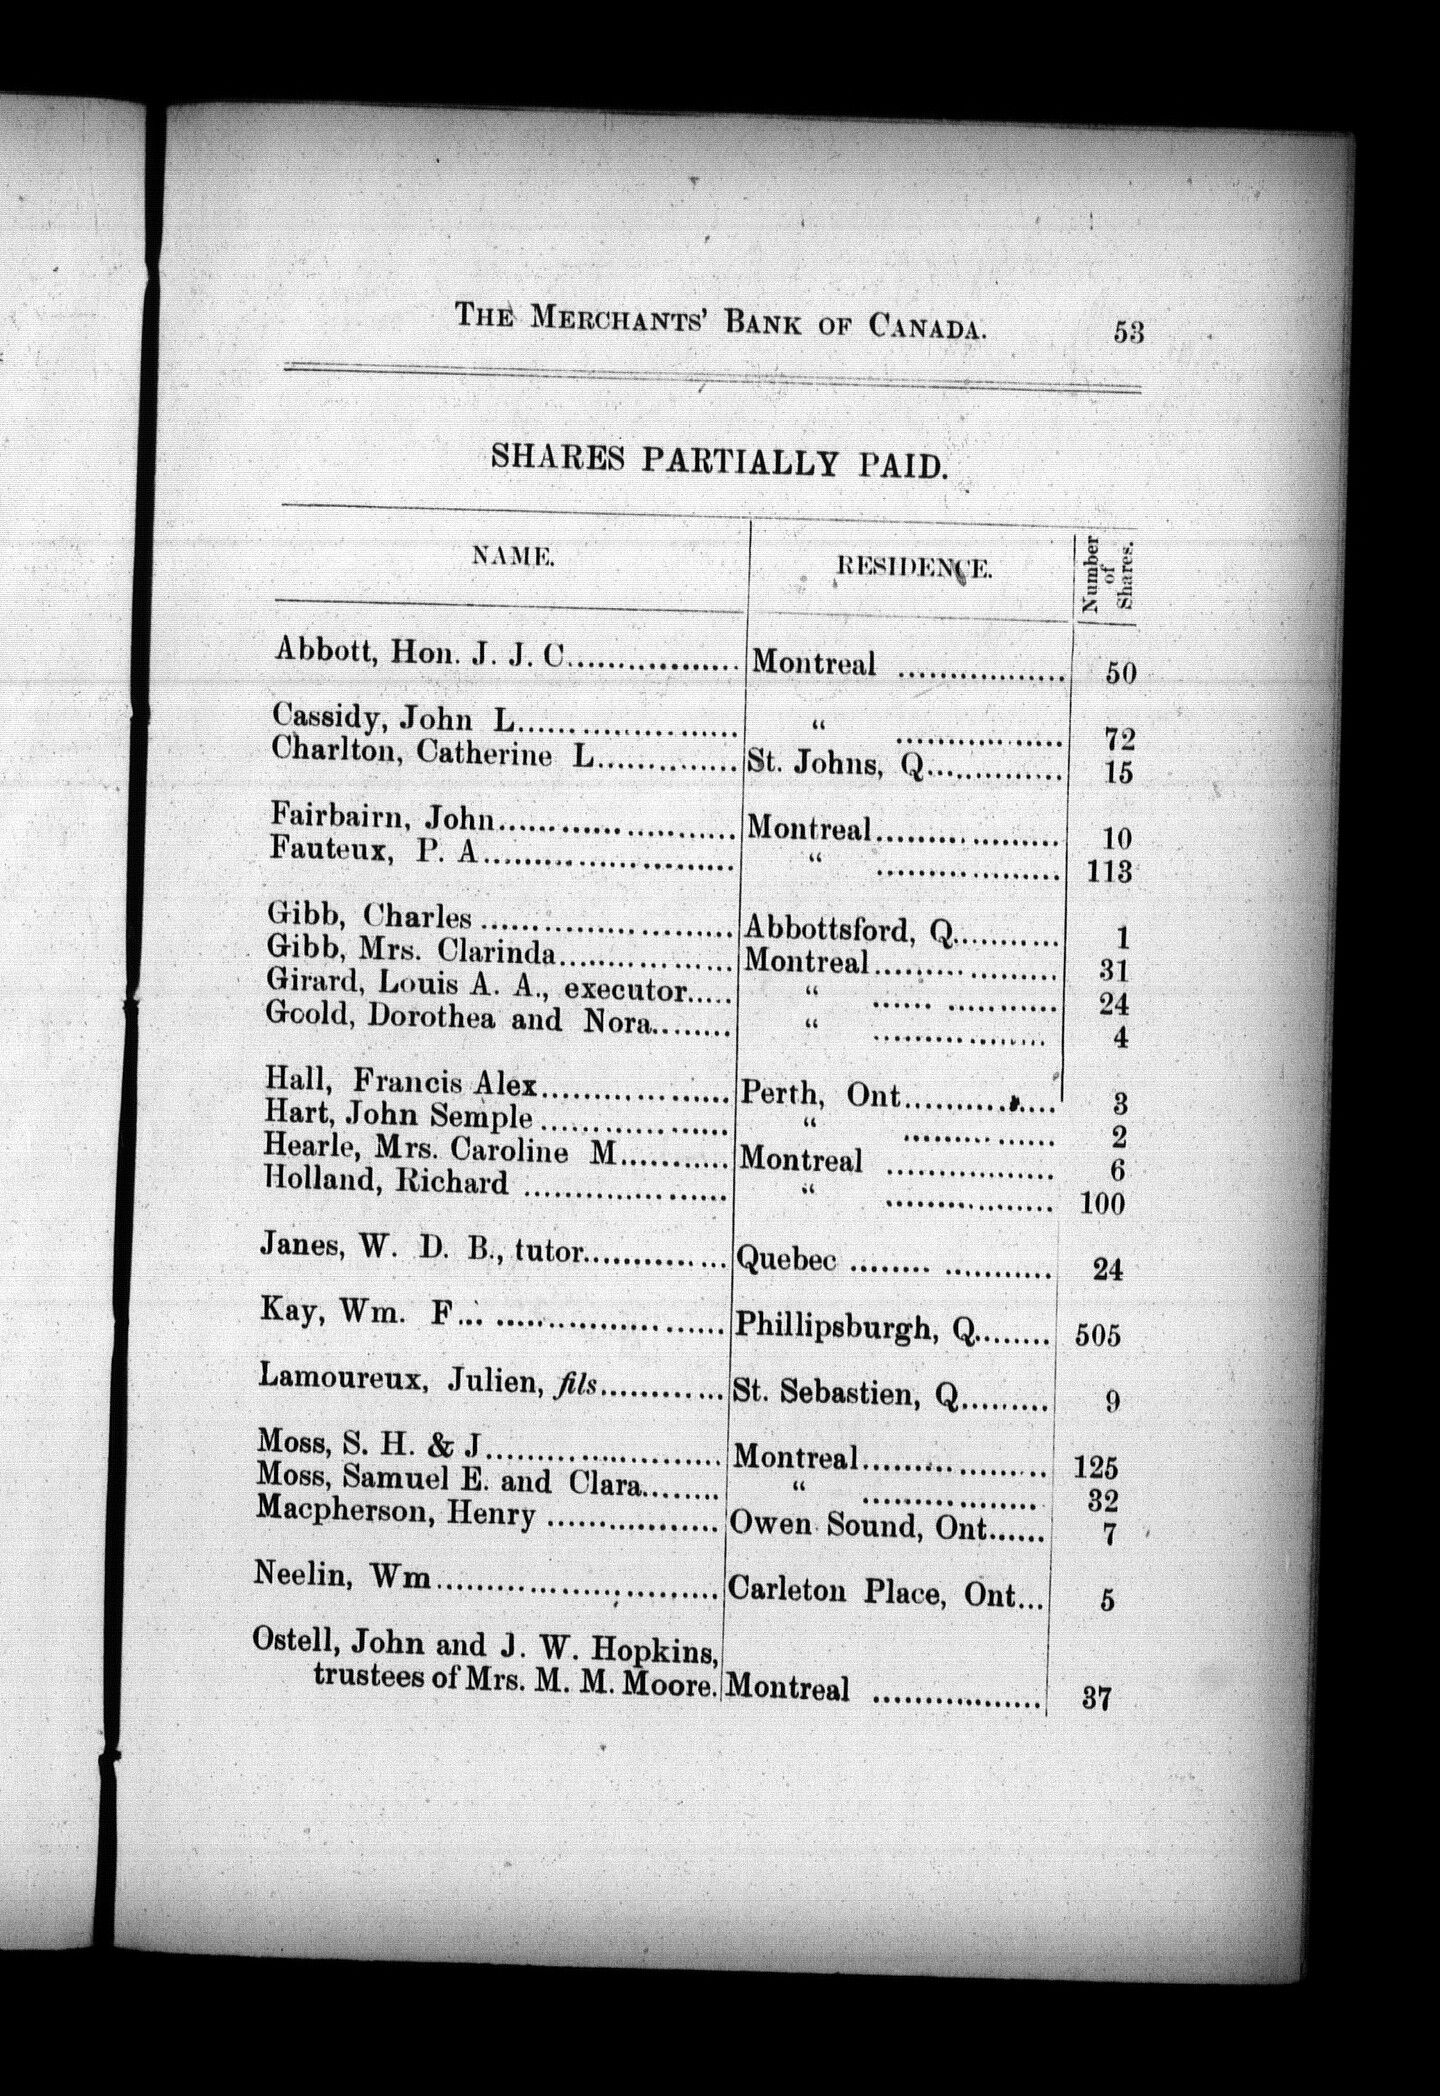 THE MERCHANTS' BANK OF CANADA. 53
SHARES PARTIALLY PAID.
NAME. RESIDENCE. Number of Shares.
Abbott, Hon. J. J. C................. Montreal ................. 50
Cassidy, John L...................... “ ................. 72
Charlton, Catherine L.............. St. Johns, Q.............. 15
Fairbairn, John........................ Montreal.................. 10
Fauteux, P. A......................... “ .................. 113
Gibb, Charles ......................... Abbottsford, Q........... 1
Gibb, Mrs. Clarinda................. Montreal.................. 31
Girard, Louis A. A., executor..... “ ...... ........... 24
Goold, Dorothea and Nora........ “ ................. 4
Hall, Francis Alex................... Perth, Ont............... 3
Hart, John Semple ................... “ ............... 2
Hearle, Mrs. Caroline M........... Montreal ................. 6
Holland, Richard .................... “ ................. 100
Janes, W. D. B., tutor.............. Quebec ........ ........... 24
Kay, Wm. F... ....................... Phillipsburgh, Q........ 505
Lamoureux, Julien, fils............ St. Sebastien, Q......... 9
Moss, S. H. & J....................... Montreal.................. 125
Moss, Samuel E. and Clara........ “ .................. 32
Macpherson, Henry ................. Owen Sound, Ont...... 7
Neelin, Wm............................ Carleton Place, Ont... 5
Ostell, John and J. W. Hopkins,
trustees of Mrs. M. M. Moore. Montreal ................. 37